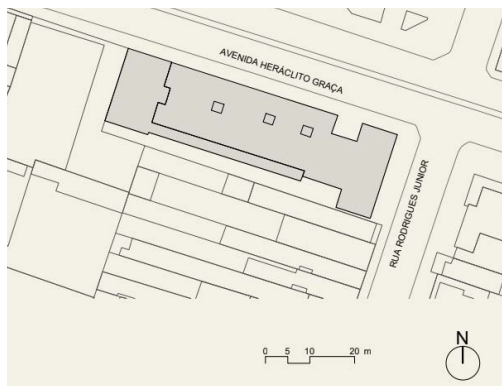 AVENIDA HERÁCLITO GRAÇA
RUA RODRIGUES JUNIOR
0 5 10 20 m
N